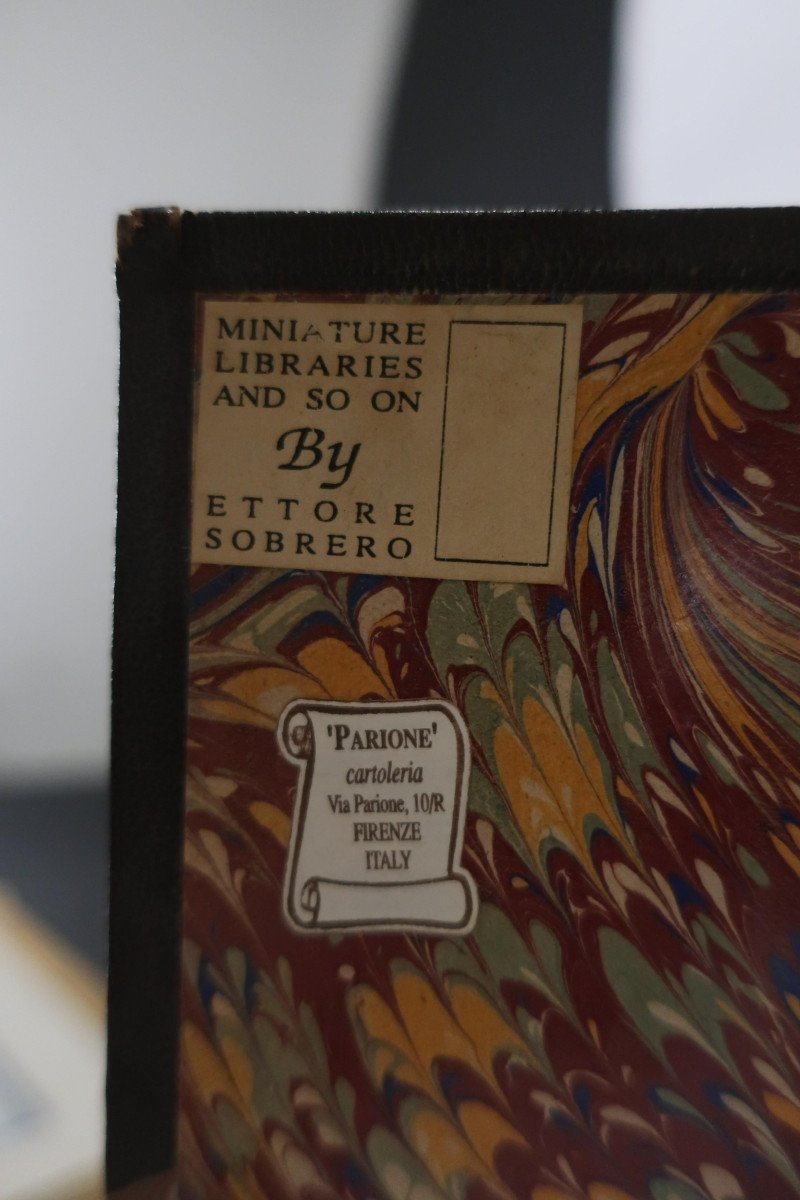 MINIATURE
LIBRARIES
AND SO ON
By
ETTORE
SOBRERO
'PARIONE'
cartoleria
Via Parione, 10/R
FIRENZE
ITALY